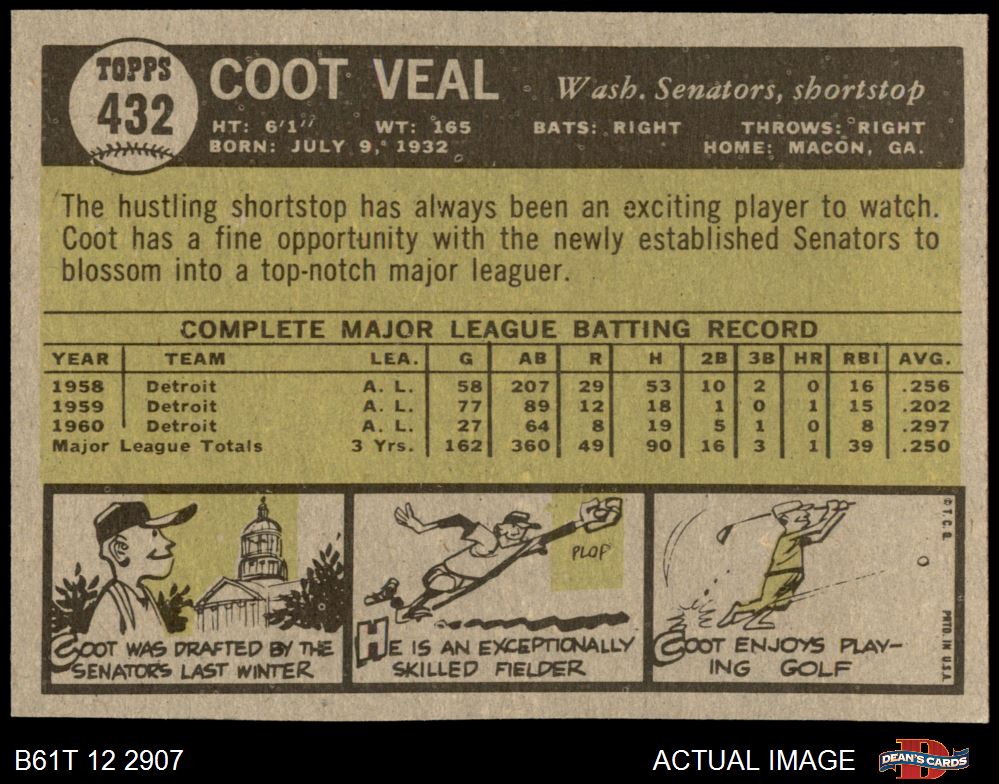 TOPPS
432
COOT VEAL
Wash. Senators, shortstop
HT: 6'1" WT: 165 BATS: RIGHT THROWS: RIGHT
BORN: JULY 9, 1932 HOME: MACON, GA.
The hustling shortstop has always been an exciting player to watch.
Coot has a fine opportunity with the newly established Senators to
blossom into a top-notch major leaguer.
COMPLETE MAJOR LEAGUE BATTING RECORD
YEAR TEAM LEA. G AB R H 2B 3B HR RBI AVG.
1958 Detroit A. L. 58 207 29 53 10 2 0 16 .256
1959 Detroit A. L. 77 89 12 18 1 0 1 15 .202
1960 Detroit A. L. 27 64 8 19 5 1 0 8 .297
Major League Totals 3 Yrs. 162 360 49 90 16 3 1 39 .250
COOT WAS DRAFTED BY THE
SENATORS LAST WINTER
PLOP
HE IS AN EXCEPTIONALLY
SKILLED FIELDER
COOT ENJOYS PLAY-
ING GOLF
© T. C. G.
PRTD. IN U.S.A.
B61T 12 2907
ACTUAL IMAGE
D
DEAN'S CARDS